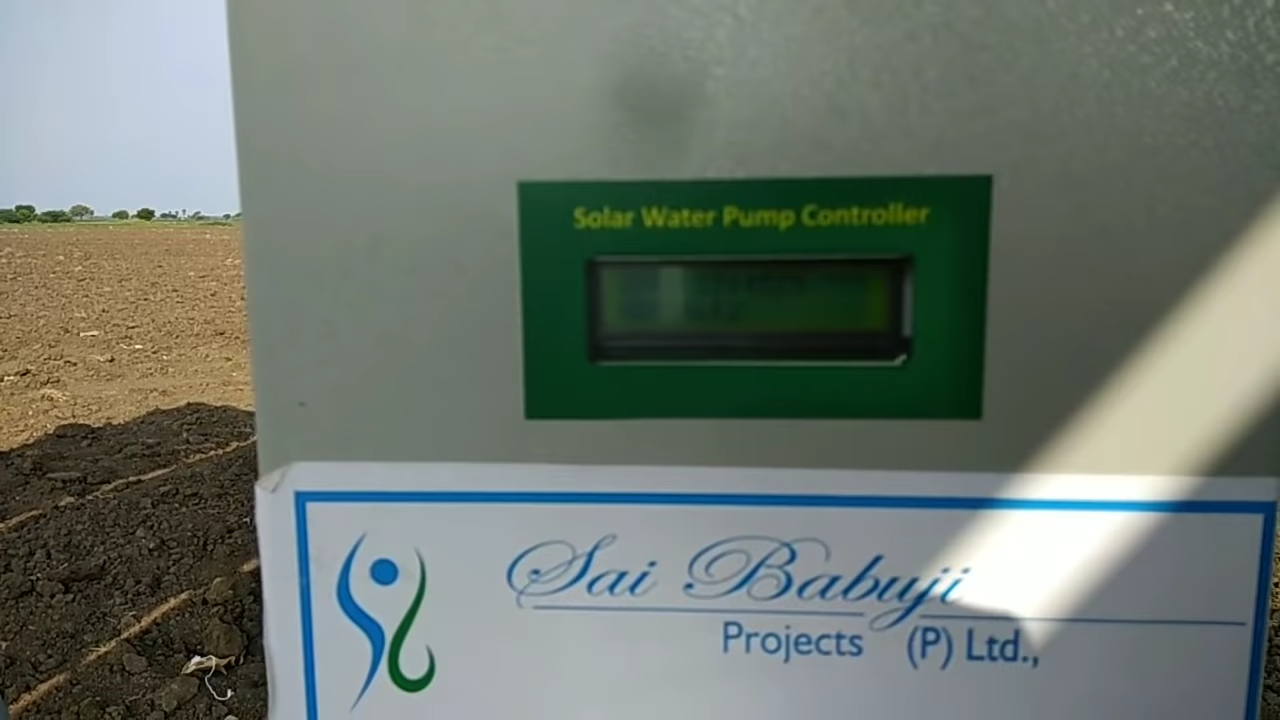 Solar Water Pump Controller
Sai Babuji
Projects (P) Ltd.,